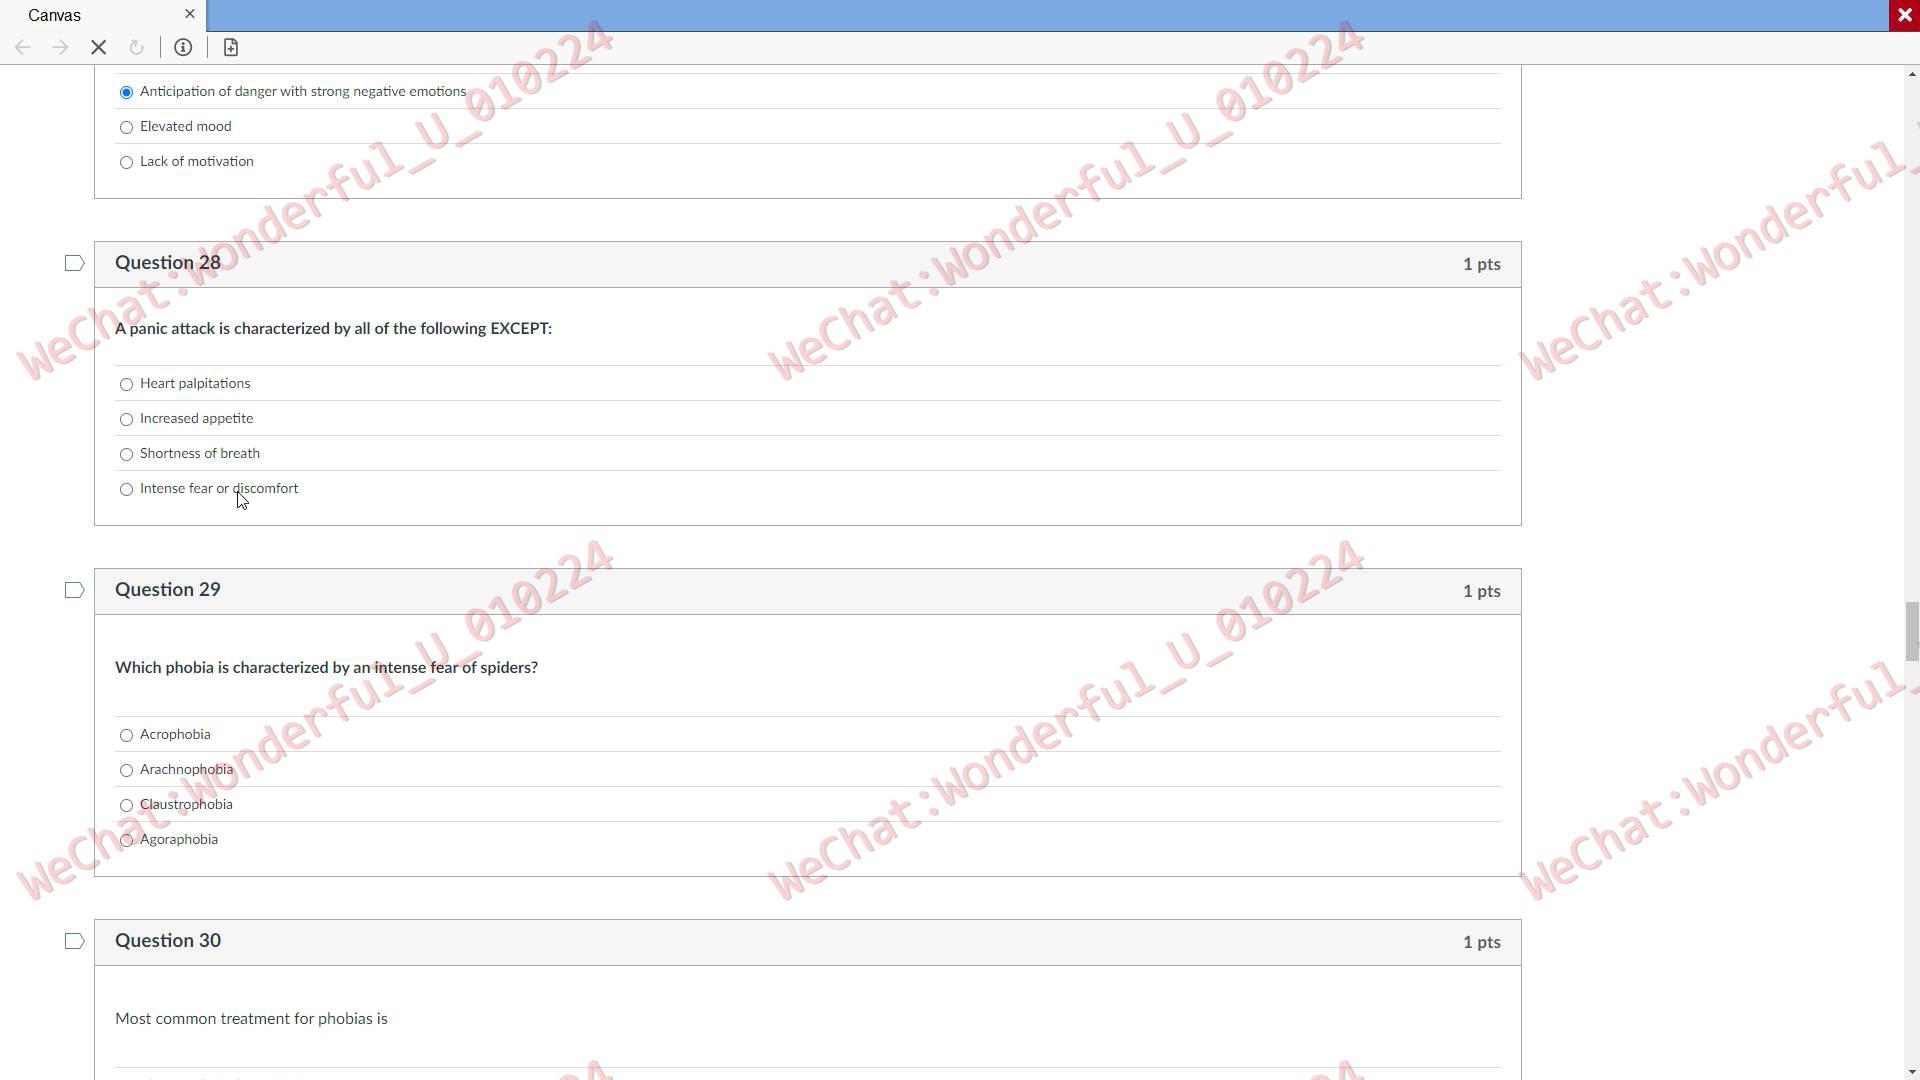 Canvas
Anticipation of danger with strong negative emotions
Elevated mood
Lack of motivation
Question 28
1 pts
A panic attack is characterized by all of the following EXCEPT:
Heart palpitations
Increased appetite
Shortness of breath
Intense fear or discomfort
Question 29
1 pts
Which phobia is characterized by an intense fear of spiders?
Acrophobia
Arachnophobia
Claustrophobia
Agoraphobia
Question 30
1 pts
Most common treatment for phobias is
WeChat:Wonderful_U_010224
WeChat:Wonderful_U_010224
WeChat:Wonderful_
WeChat:Wonderful_U_010224
WeChat:Wonderful_U_010224
WeChat:Wonderful_